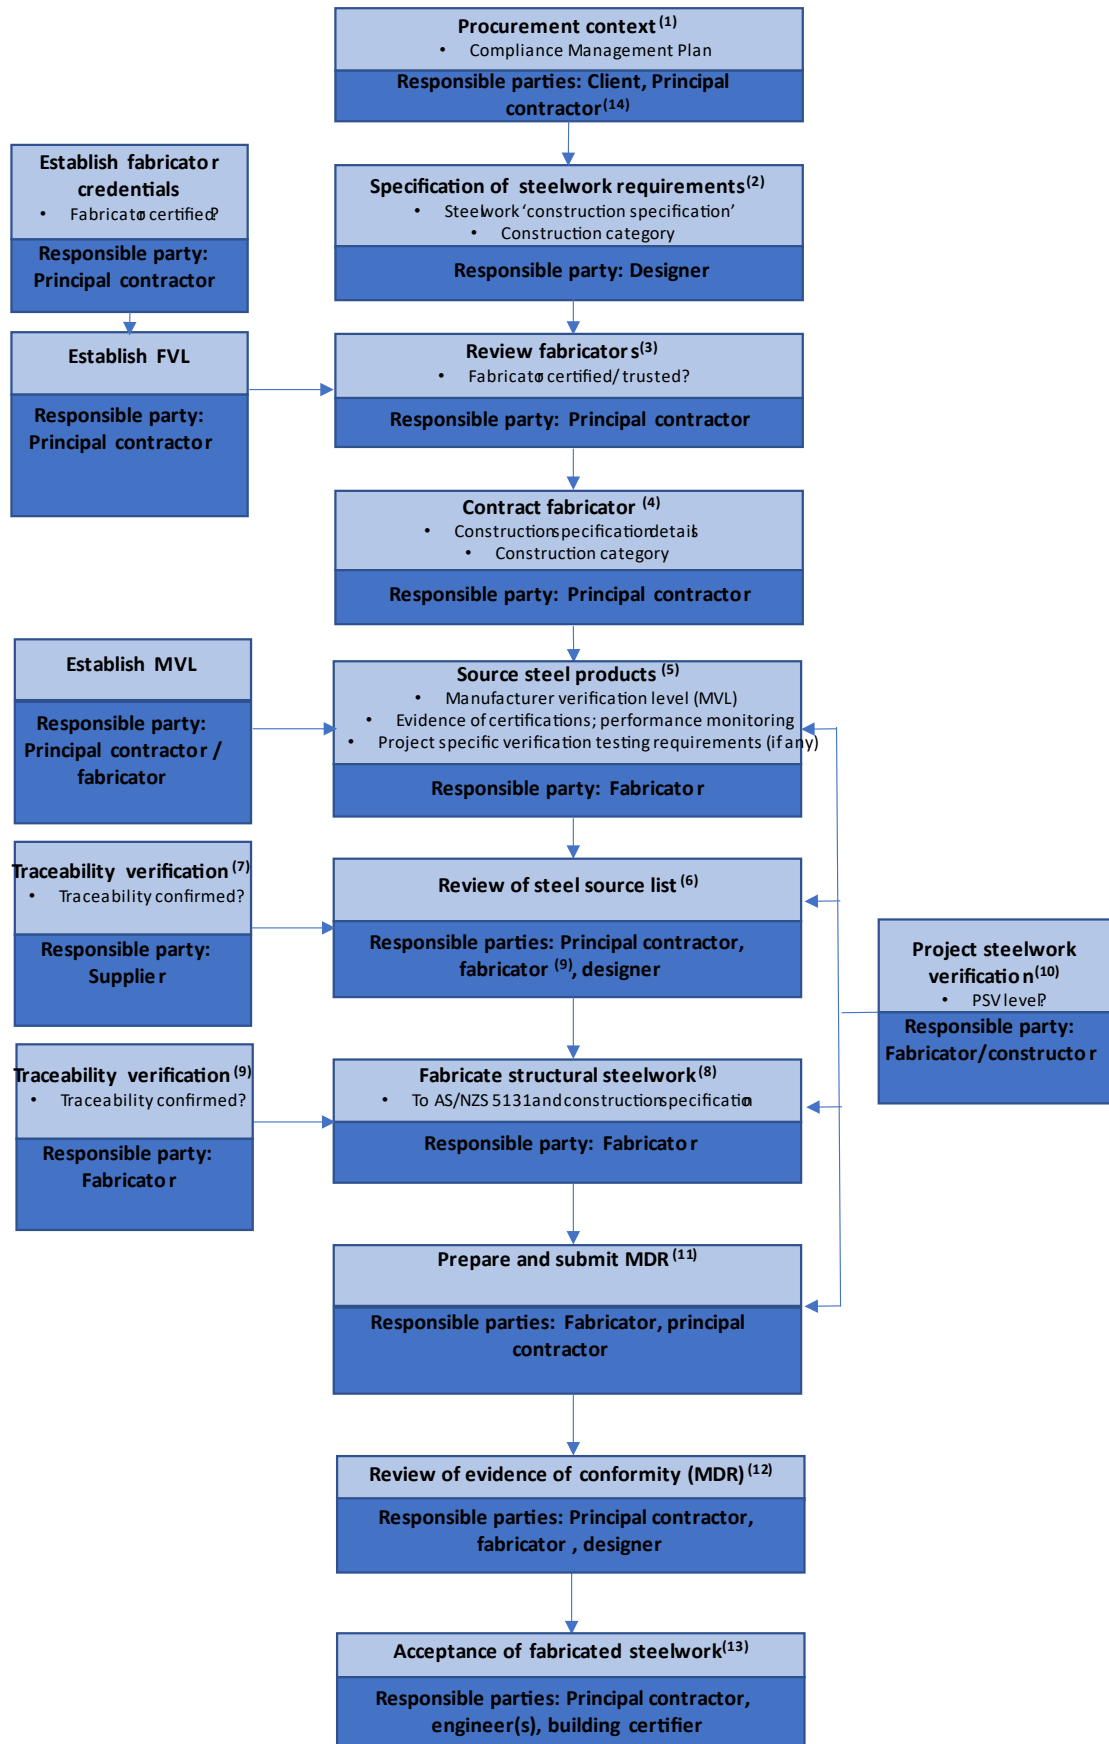 Procurement context (1)
• Compliance Management Plan
Responsible parties: Client, Principal
contractor (14)
Establish fabricator
credentials
• Fabricator certified?
Responsible party:
Principal contractor
Specification of steelwork requirements (2)
• Steelwork ‘construction specification’
• Construction category
Responsible party: Designer
Establish FVL
Responsible party:
Principal contractor
Review fabricators (3)
• Fabricator certified/ trusted?
Responsible party: Principal contractor
Contract fabricator (4)
• Construction specification details
• Construction category
Responsible party: Principal contractor
Establish MVL
Responsible party:
Principal contractor /
fabricator
Source steel products (5)
• Manufacturer verification level (MVL)
• Evidence of certifications; performance monitoring
• Project specific verification testing requirements (if any)
Responsible party: Fabricator
Traceability verification (7)
• Traceability confirmed?
Responsible party:
Supplier
Review of steel source list (6)
Responsible parties: Principal contractor,
fabricator (9), designer
Project steelwork
verification (10)
• PSV level?
Responsible party:
Fabricator/constructor
Traceability verification (9)
• Traceability confirmed?
Responsible party:
Fabricator
Fabricate structural steelwork (8)
• To AS/NZS 5131 and construction specification
Responsible party: Fabricator
Prepare and submit MDR (11)
Responsible parties: Fabricator, principal
contractor
Review of evidence of conformity (MDR) (12)
Responsible parties: Principal contractor,
fabricator , designer
Acceptance of fabricated steelwork (13)
Responsible parties: Principal contractor,
engineer(s), building certifier